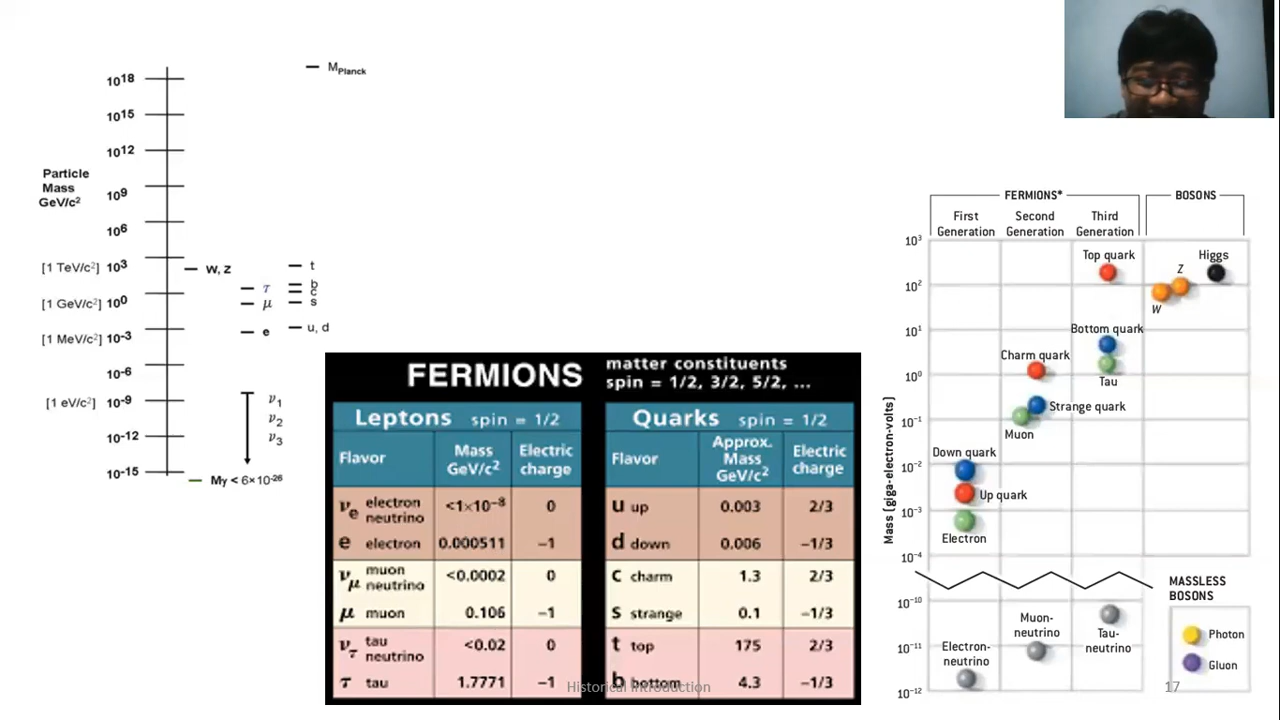 M Planck
10^18
10^15
10^12
Particle
Mass
GeV/c²
10^9
10^6
[1 TeV/c²] 10^3
W, Z
t
τ
b
c
[1 GeV/c²] 10^0
μ
s
[1 MeV/c²] 10^-3
e
u, d
10^-6
[1 eV/c²] 10^-9
ν1
ν2
ν3
10^-12
10^-15
Mγ < 6×10^-26
FERMIONS
matter constituents
spin = 1/2, 3/2, 5/2, ...
Leptons spin = 1/2
Flavor
Mass
GeV/c²
Electric
charge
νe electron neutrino <1×10^–8 0
e electron 0.000511 –1
νμ muon neutrino <0.0002 0
μ muon 0.106 –1
ντ tau neutrino <0.02 0
τ tau 1.7771 –1
Quarks spin = 1/2
Flavor
Approx.
Mass
GeV/c²
Electric
charge
u up 0.003 2/3
d down 0.006 –1/3
c charm 1.3 2/3
s strange 0.1 –1/3
t top 175 2/3
b bottom 4.3 –1/3
Historical Introduction
FERMIONS*
BOSONS
First
Generation
Second
Generation
Third
Generation
Mass (giga-electron-volts)
10^3
Top quark
Higgs
Z
10^2
W
10^1
Bottom quark
Charm quark
10^0
Tau
Strange quark
10^-1
Muon
Down quark
10^-2
Up quark
10^-3
Electron
10^-4
MASSLESS
BOSONS
10^-10
Muon-
neutrino
Tau-
neutrino
Photon
10^-11
Electron-
neutrino
Gluon
10^-12
17